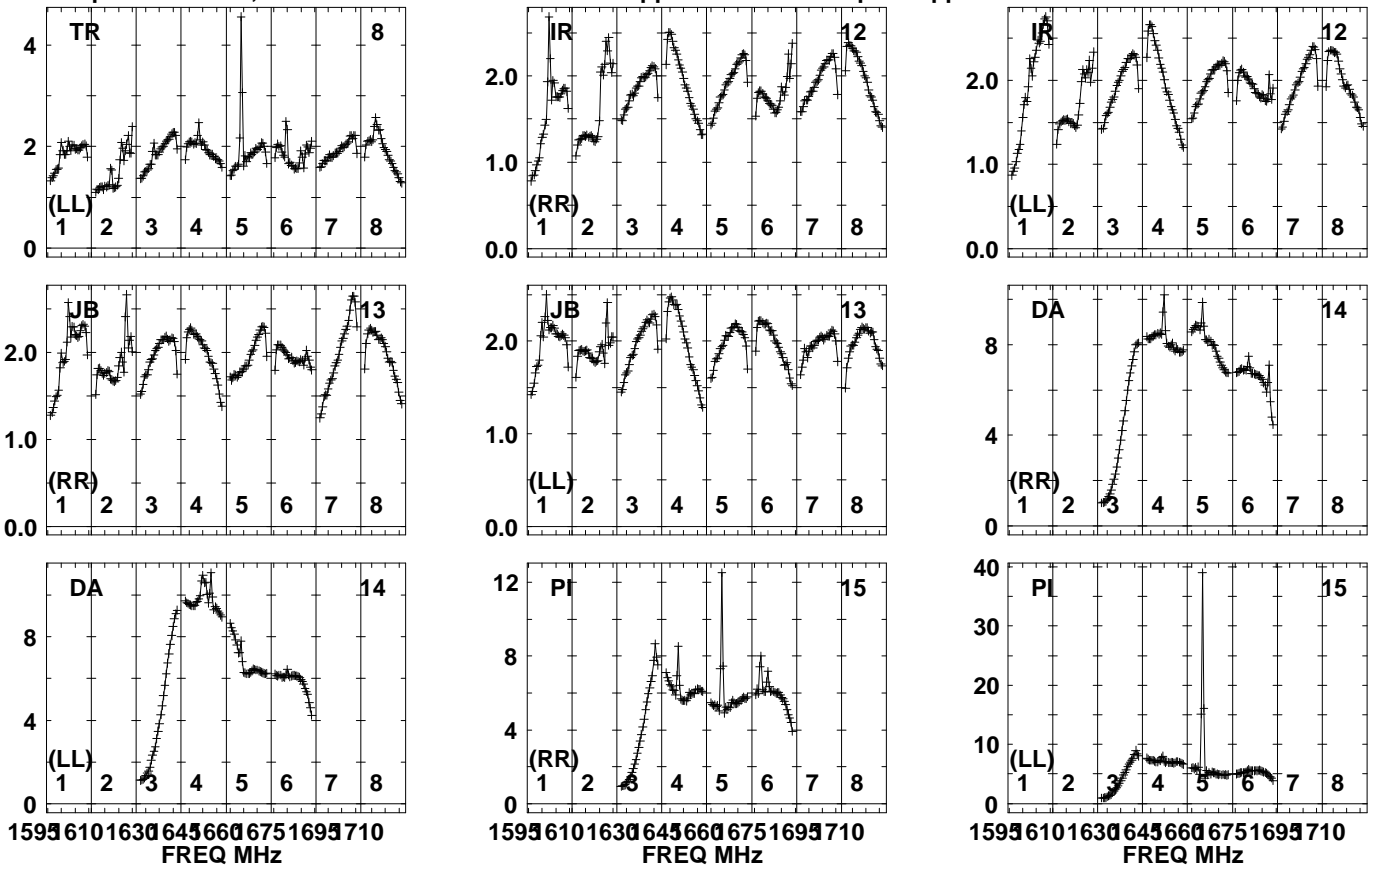 TR 8 IR 12 IR 12
4 2.0 2.0
2 1.0 1.0
(LL) (RR) (LL)
1 2 3 4 5 6 7 8 1 2 3 4 5 6 7 8 1 2 3 4 5 6 7 8
0 0.0 0.0
JB 13 JB 13 DA 14
2.0 2.0 8
1.0 1.0 4
(RR) (LL) (RR)
1 2 3 4 5 6 7 8 1 2 3 4 5 6 7 8 1 2 3 4 5 6 7 8
0.0 0.0 0
DA 14 PI 15 PI 15
8 12 40
4 8 30
4 20
10
(LL) (RR) (LL)
1 2 3 4 5 6 7 8 1 2 3 4 5 6 7 8 1 2 3 4 5 6 7 8
0 0 0
1595 1610 1630 1645 1660 1675 1695 1710 1595 1610 1630 1645 1660 1675 1695 1710 1595 1610 1630 1645 1660 1675 1695 1710
FREQ MHz FREQ MHz FREQ MHz